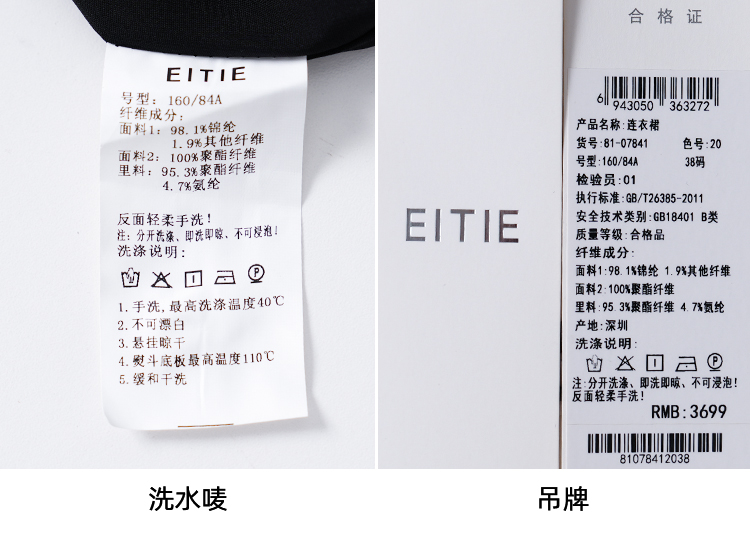 EITIE
号型: 160/84A
纤维成分:
面料1: 98.1%锦纶
1.9%其他纤维
面料2: 100%聚酯纤维
里料: 95.3%聚酯纤维
4.7%氨纶
反面轻柔手洗!
注: 分开洗涤、即洗即晾、不可浸泡!
洗涤说明:
P
1.手洗,最高洗涤温度40℃
2.不可漂白
3.悬挂晾干
4.熨斗底板最高温度110℃
5.缓和干洗
洗水唛
EITIE
合格证
6 943050 363272
产品名称:连衣裙
货号:81-07841 色号:20
号型:160/84A 38码
检验员:01
执行标准:GB/T26385-2011
安全技术类别:GB18401 B类
质量等级:合格品
纤维成分:
面料1:98.1%锦纶 1.9%其他纤维
面料2:100%聚酯纤维
里料:95.3%聚酯纤维 4.7%氨纶
产地:深圳
洗涤说明:
P
注:分开洗涤、即洗即晾、不可浸泡!
反面轻柔手洗!
RMB:3699
81078412038
吊牌